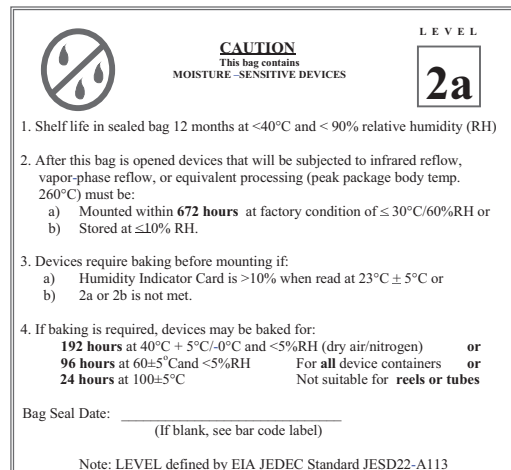 LEVEL
CAUTION
This bag contains
MOISTURE –SENSITIVE DEVICES
2a
1. Shelf life in sealed bag 12 months at <40°C and < 90% relative humidity (RH)
2. After this bag is opened devices that will be subjected to infrared reflow,
vapor-phase reflow, or equivalent processing (peak package body temp.
260°C) must be:
a) Mounted within 672 hours at factory condition of ≤ 30°C/60%RH or
b) Stored at ≤10% RH.
3. Devices require baking before mounting if:
a) Humidity Indicator Card is >10% when read at 23°C ± 5°C or
b) 2a or 2b is not met.
4. If baking is required, devices may be baked for:
192 hours at 40°C + 5°C/-0°C and <5%RH (dry air/nitrogen) or
96 hours at 60±5°Cand <5%RH For all device containers or
24 hours at 100±5°C Not suitable for reels or tubes
Bag Seal Date: ____________________________
(If blank, see bar code label)
Note: LEVEL defined by EIA JEDEC Standard JESD22-A113